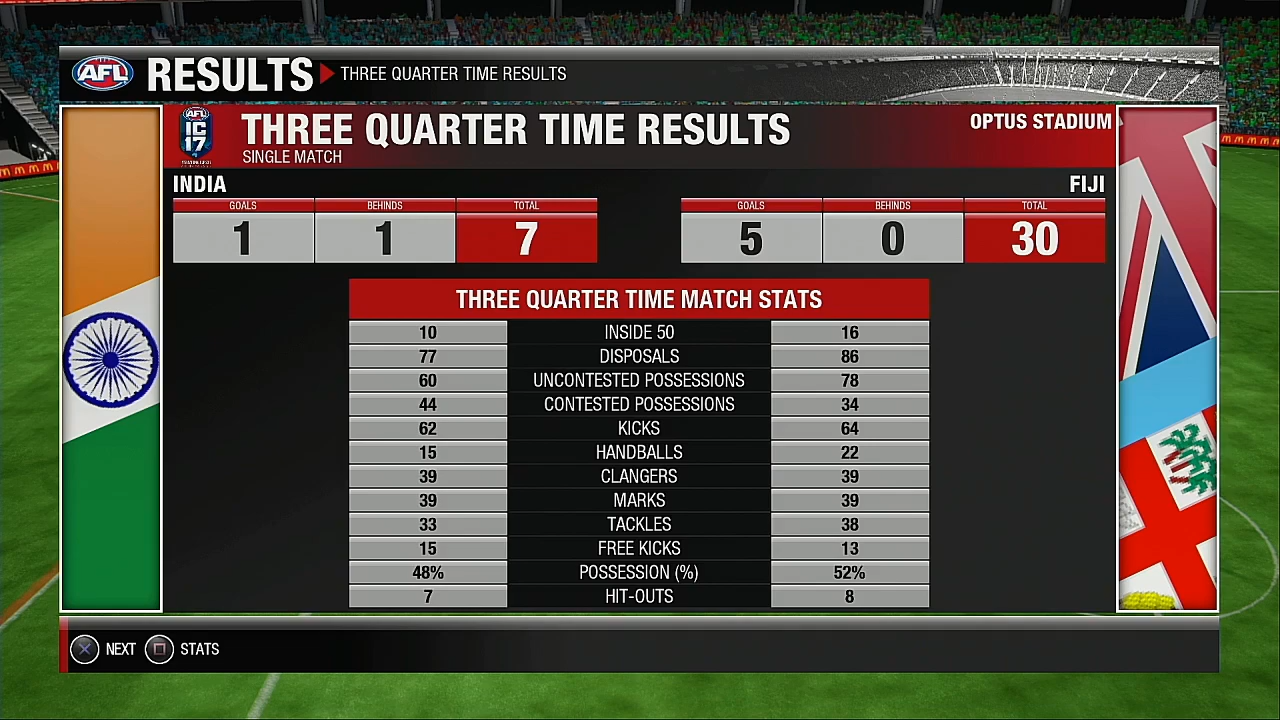 AFL RESULTS THREE QUARTER TIME RESULTS
AFL
IC
17
THREE QUARTER TIME RESULTS
OPTUS STADIUM
SINGLE MATCH
INDIA FIJI
GOALS BEHINDS TOTAL GOALS BEHINDS TOTAL
1 1 7 5 0 30
THREE QUARTER TIME MATCH STATS
10 INSIDE 50 16
77 DISPOSALS 86
60 UNCONTESTED POSSESSIONS 78
44 CONTESTED POSSESSIONS 34
62 KICKS 64
15 HANDBALLS 22
39 CLANGERS 39
39 MARKS 39
33 TACKLES 38
15 FREE KICKS 13
48% POSSESSION (%) 52%
7 HIT-OUTS 8
NEXT STATS